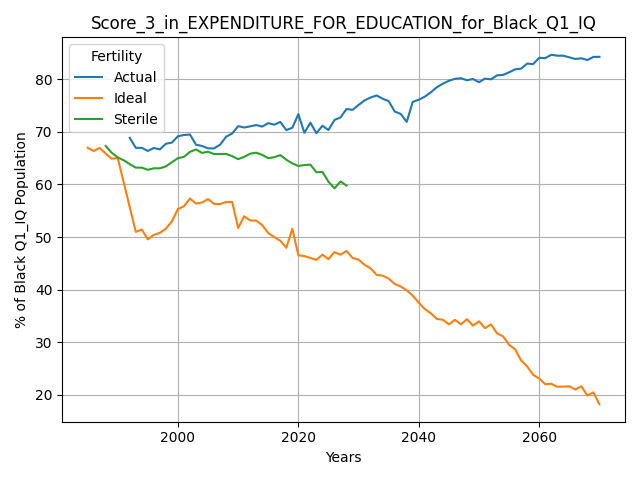 Score_3_in_EXPENDITURE_FOR_EDUCATION_for_Black_Q1_IQ
% of Black Q1_IQ Population
Fertility
Actual
Ideal
Sterile
80
70
60
50
40
30
20
2000
2020
2040
2060
Years